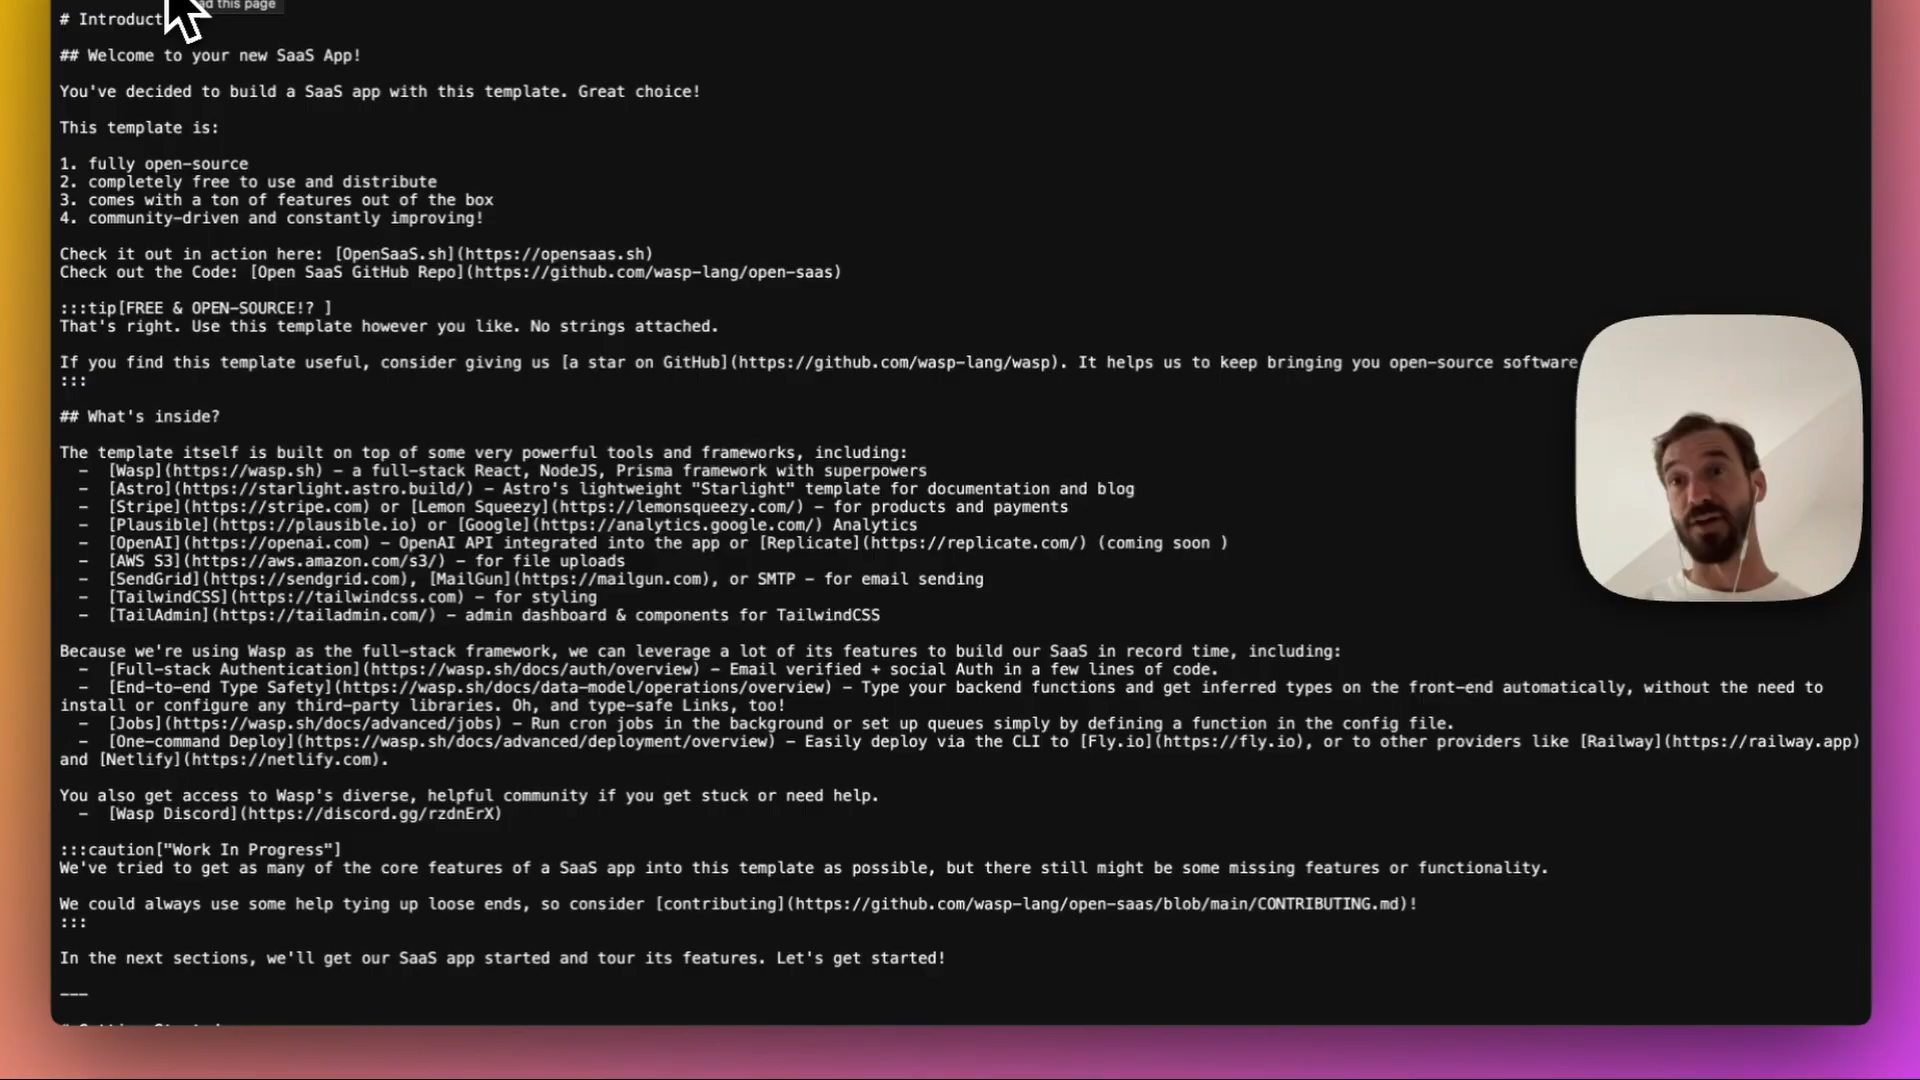 ad this page
# Introduct
## Welcome to your new SaaS App!
You've decided to build a SaaS app with this template. Great choice!
This template is:
1. fully open-source
2. completely free to use and distribute
3. comes with a ton of features out of the box
4. community-driven and constantly improving!
Check it out in action here: [OpenSaaS.sh](https://opensaas.sh)
Check out the Code: [Open SaaS GitHub Repo](https://github.com/wasp-lang/open-saas)
:::tip[FREE & OPEN-SOURCE!? ]
That's right. Use this template however you like. No strings attached.
If you find this template useful, consider giving us [a star on GitHub](https://github.com/wasp-lang/wasp). It helps us to keep bringing you open-source software
:::
## What's inside?
The template itself is built on top of some very powerful tools and frameworks, including:
- [Wasp](https://wasp.sh) - a full-stack React, NodeJS, Prisma framework with superpowers
- [Astro](https://starlight.astro.build/) - Astro's lightweight "Starlight" template for documentation and blog
- [Stripe](https://stripe.com) or [Lemon Squeezy](https://lemonsqueezy.com/) - for products and payments
- [Plausible](https://plausible.io) or [Google](https://analytics.google.com/) Analytics
- [OpenAI](https://openai.com) - OpenAI API integrated into the app or [Replicate](https://replicate.com/) (coming soon )
- [AWS S3](https://aws.amazon.com/s3/) - for file uploads
- [SendGrid](https://sendgrid.com), [MailGun](https://mailgun.com), or SMTP - for email sending
- [TailwindCSS](https://tailwindcss.com) - for styling
- [TailAdmin](https://tailadmin.com/) - admin dashboard & components for TailwindCSS
Because we're using Wasp as the full-stack framework, we can leverage a lot of its features to build our SaaS in record time, including:
- [Full-stack Authentication](https://wasp.sh/docs/auth/overview) - Email verified + social Auth in a few lines of code.
- [End-to-end Type Safety](https://wasp.sh/docs/data-model/operations/overview) - Type your backend functions and get inferred types on the front-end automatically, without the need to
install or configure any third-party libraries. Oh, and type-safe Links, too!
- [Jobs](https://wasp.sh/docs/advanced/jobs) - Run cron jobs in the background or set up queues simply by defining a function in the config file.
- [One-command Deploy](https://wasp.sh/docs/advanced/deployment/overview) - Easily deploy via the CLI to [Fly.io](https://fly.io), or to other providers like [Railway](https://railway.app)
and [Netlify](https://netlify.com).
You also get access to Wasp's diverse, helpful community if you get stuck or need help.
- [Wasp Discord](https://discord.gg/rzdnErX)
:::caution["Work In Progress"]
We've tried to get as many of the core features of a SaaS app into this template as possible, but there still might be some missing features or functionality.
We could always use some help tying up loose ends, so consider [contributing](https://github.com/wasp-lang/open-saas/blob/main/CONTRIBUTING.md)!
:::
In the next sections, we'll get our SaaS app started and tour its features. Let's get started!
---